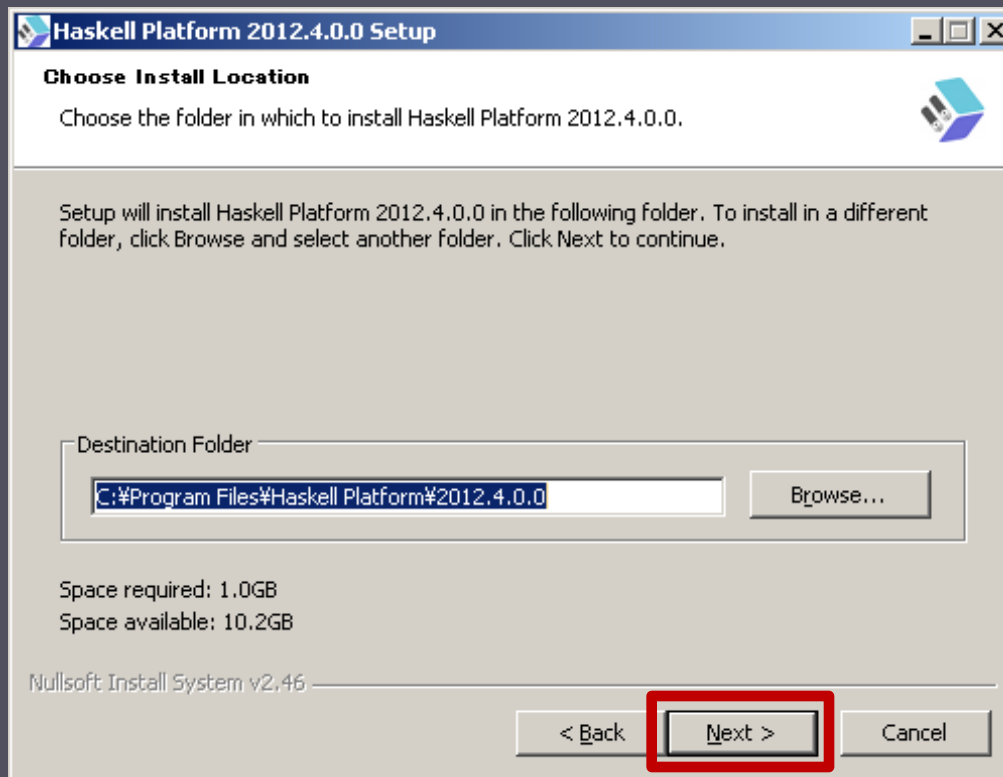 Haskell Platform 2012.4.0.0 Setup
Choose Install Location
Choose the folder in which to install Haskell Platform 2012.4.0.0.
Setup will install Haskell Platform 2012.4.0.0 in the following folder. To install in a different
folder, click Browse and select another folder. Click Next to continue.
Destination Folder
C:¥Program Files¥Haskell Platform¥2012.4.0.0
Browse...
Space required: 1.0GB
Space available: 10.2GB
Nullsoft Install System v2.46
< Back
Next >
Cancel